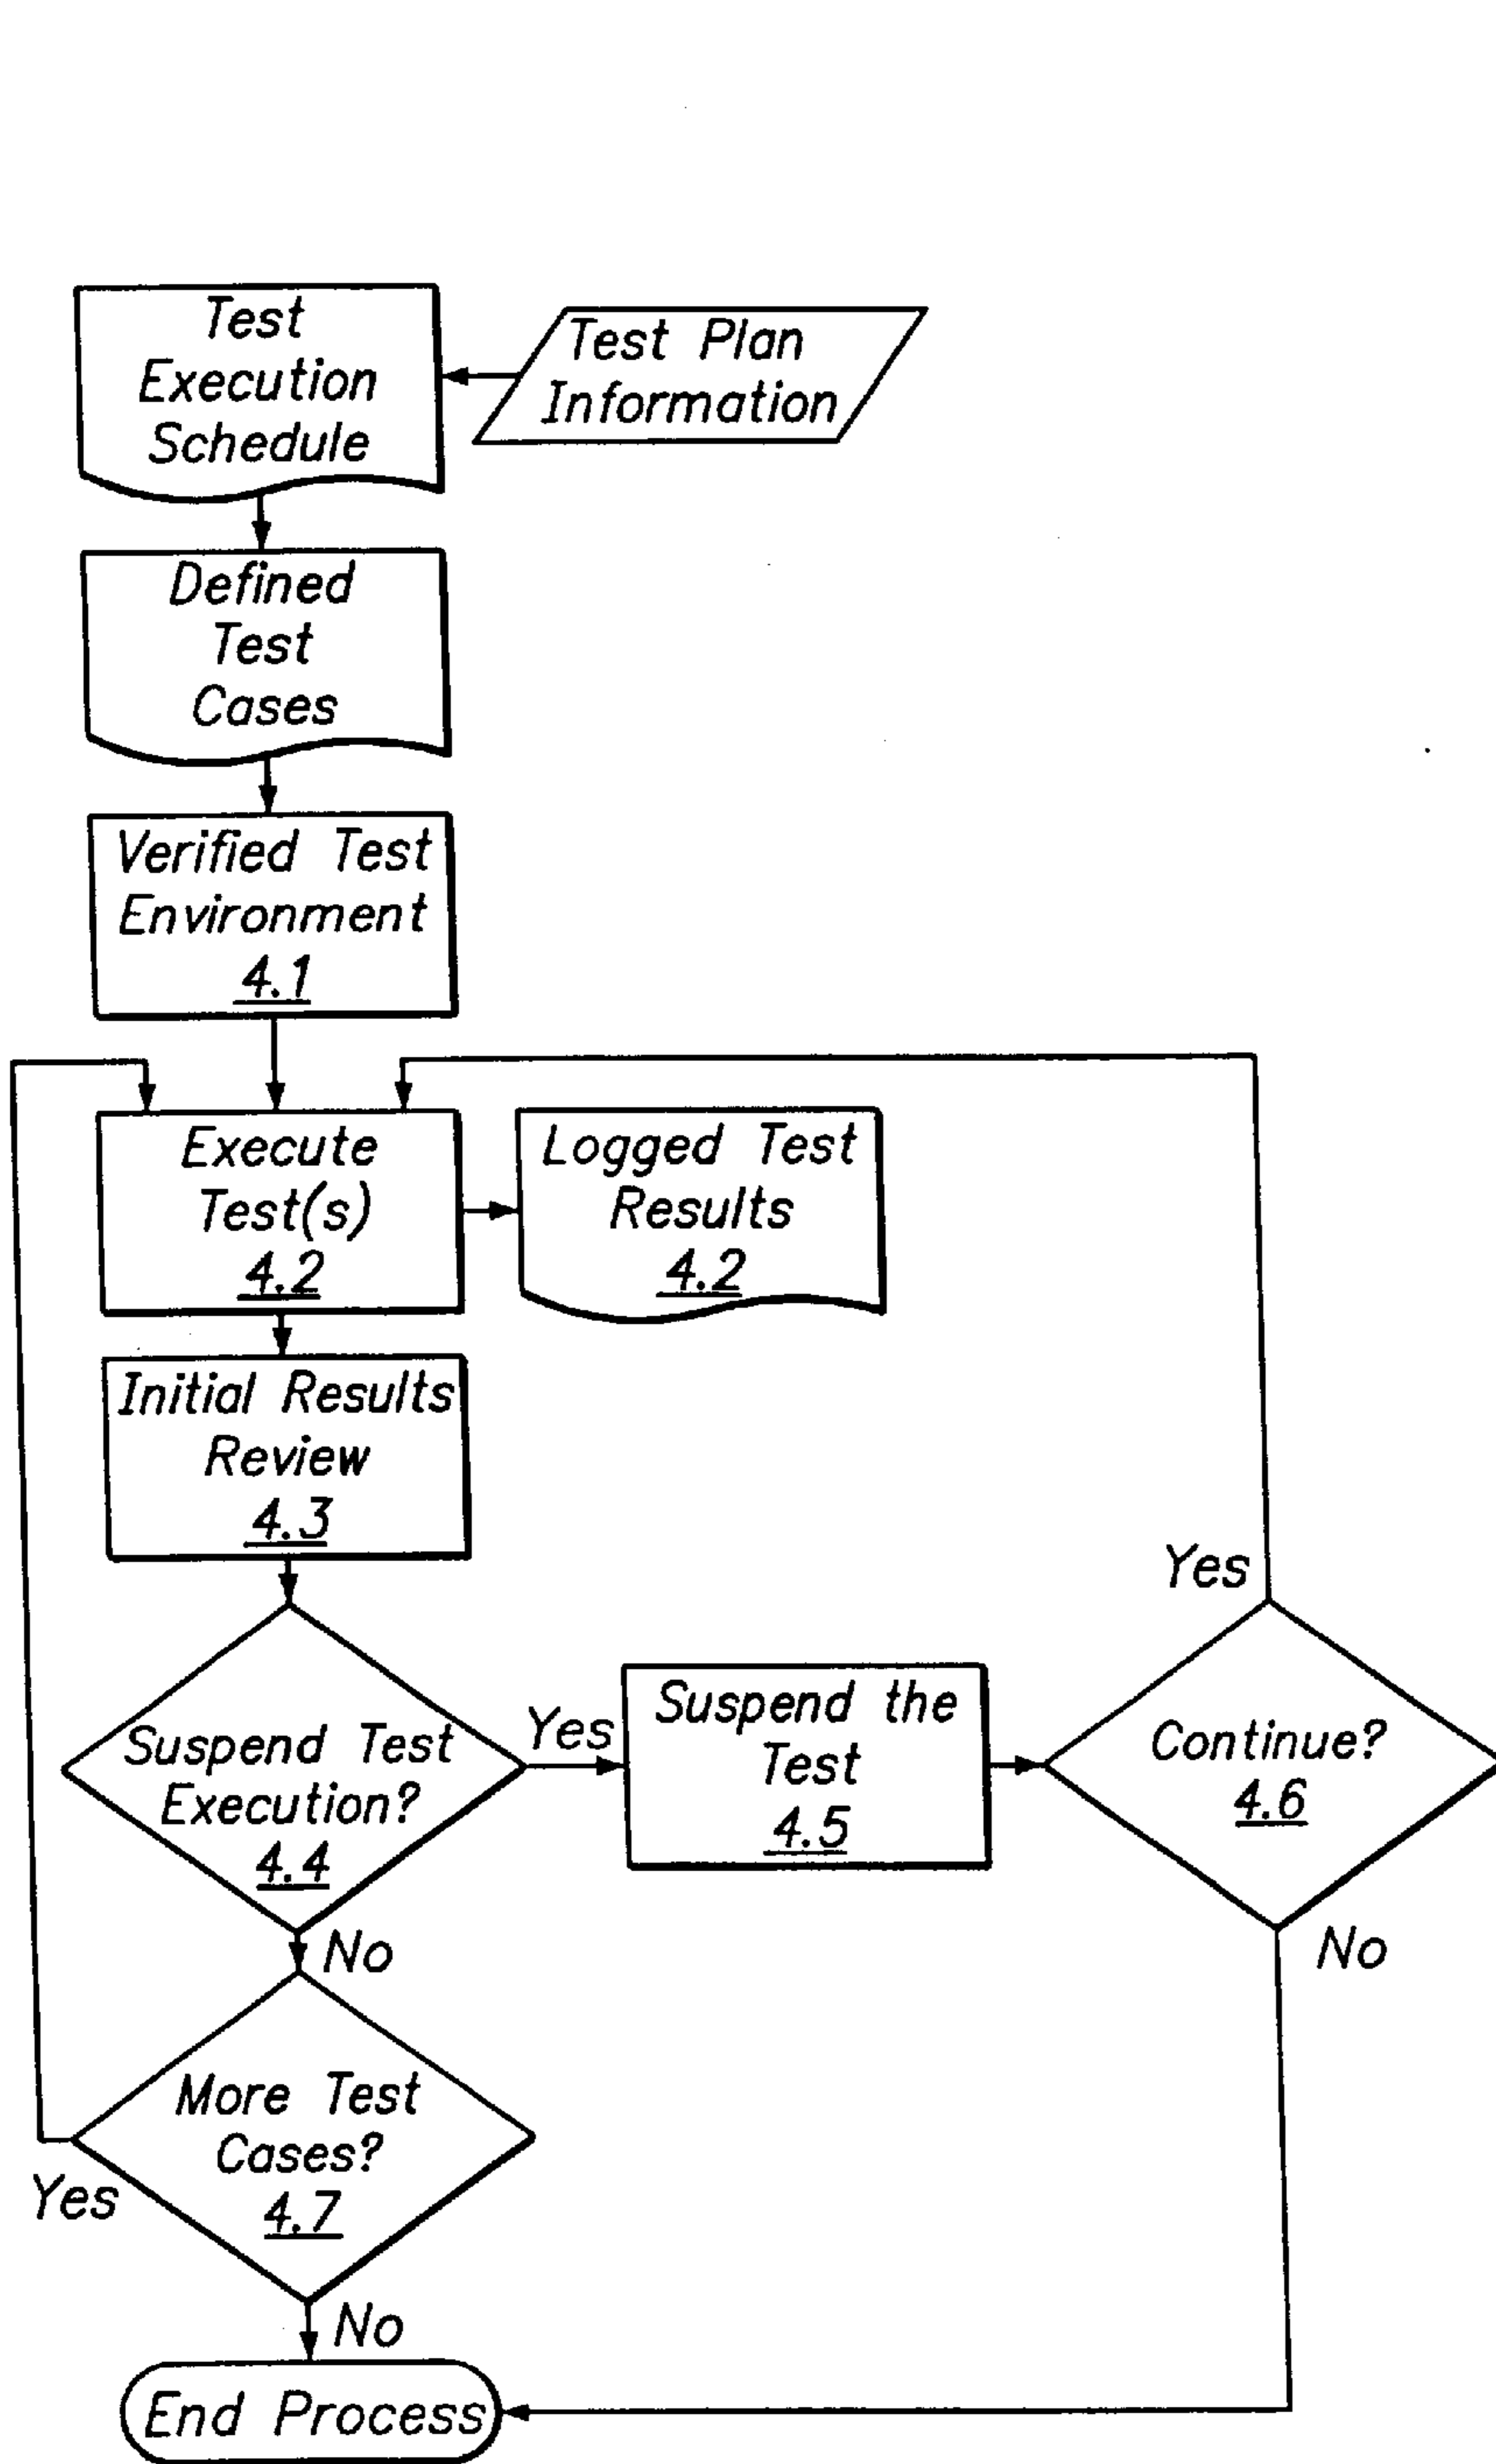 Test
Execution
Schedule
Test Plan
Information
Defined
Test
Cases
Verified Test
Environment
4.1
Execute
Test(s)
4.2
Logged Test
Results
4.2
Initial Results
Review
4.3
Suspend Test
Execution?
4.4
Yes
Suspend the
Test
4.5
Continue?
4.6
Yes
No
No
More Test
Cases?
4.7
Yes
No
End Process